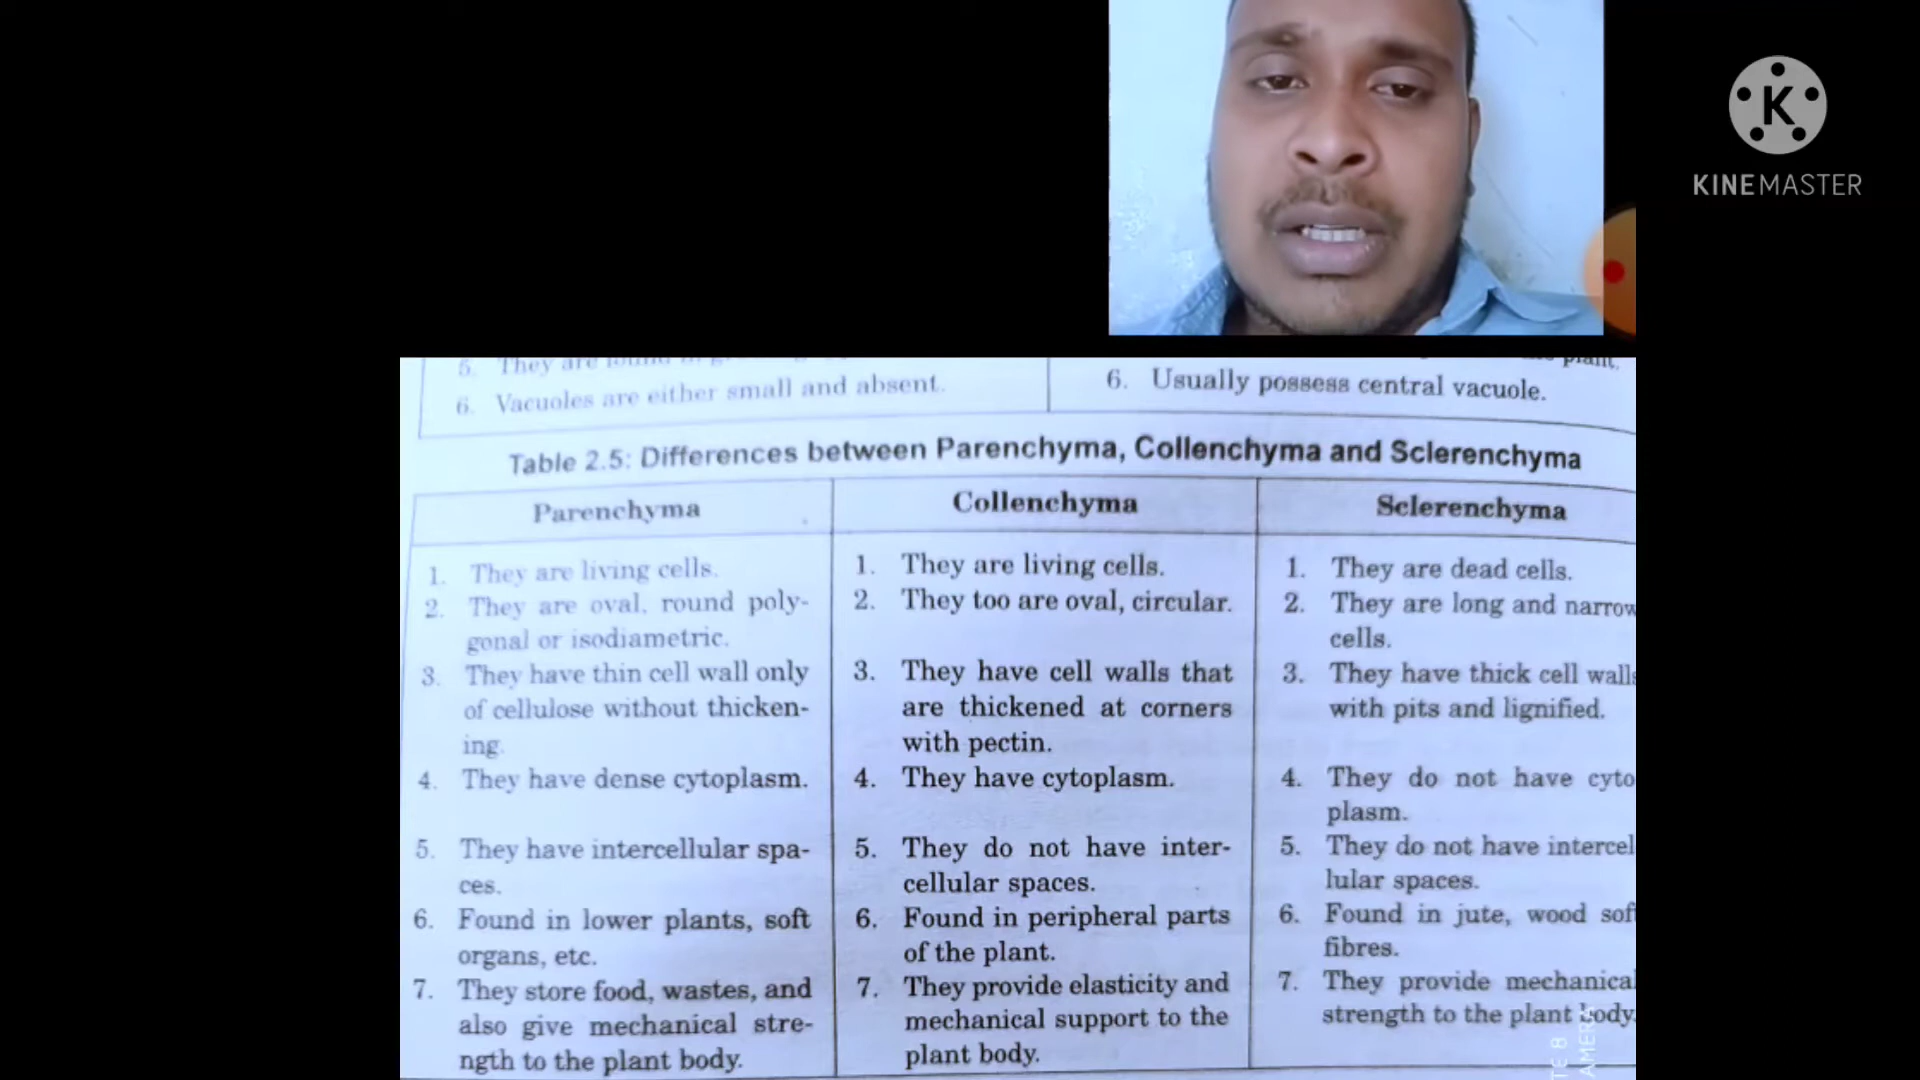 K
KINEMASTER
5. They are
plant.
6. Vacuoles are either small and absent.
6. Usually possess central vacuole.
Table 2.5: Differences between Parenchyma, Collenchyma and Sclerenchyma
Parenchyma
1. They are living cells.
2. They are oval, round poly-
gonal or isodiametric.
3. They have thin cell wall only
of cellulose without thicken-
ing.
4. They have dense cytoplasm.
5. They have intercellular spa-
ces.
6. Found in lower plants, soft
organs, etc.
7. They store food, wastes, and
also give mechanical stre-
ngth to the plant body.
Collenchyma
1. They are living cells.
2. They too are oval, circular.
3. They have cell walls that
are thickened at corners
with pectin.
4. They have cytoplasm.
5. They do not have inter-
cellular spaces.
6. Found in peripheral parts
of the plant.
7. They provide elasticity and
mechanical support to the
plant body.
Sclerenchyma
1. They are dead cells.
2. They are long and narrow
cells.
3. They have thick cell walls
with pits and lignified.
4. They do not have cyto
plasm.
5. They do not have intercel
lular spaces.
6. Found in jute, wood sof
fibres.
7. They provide mechanical
strength to the plant body.
TE 8
AMERA